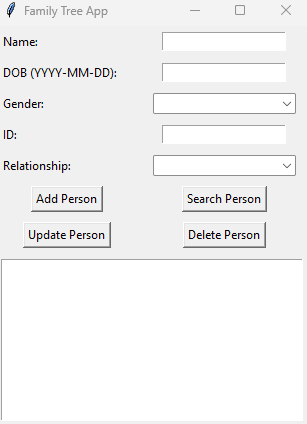 Family Tree App
Name:
DOB (YYYY-MM-DD):
Gender:
ID:
Relationship:
Add Person Search Person
Update Person Delete Person